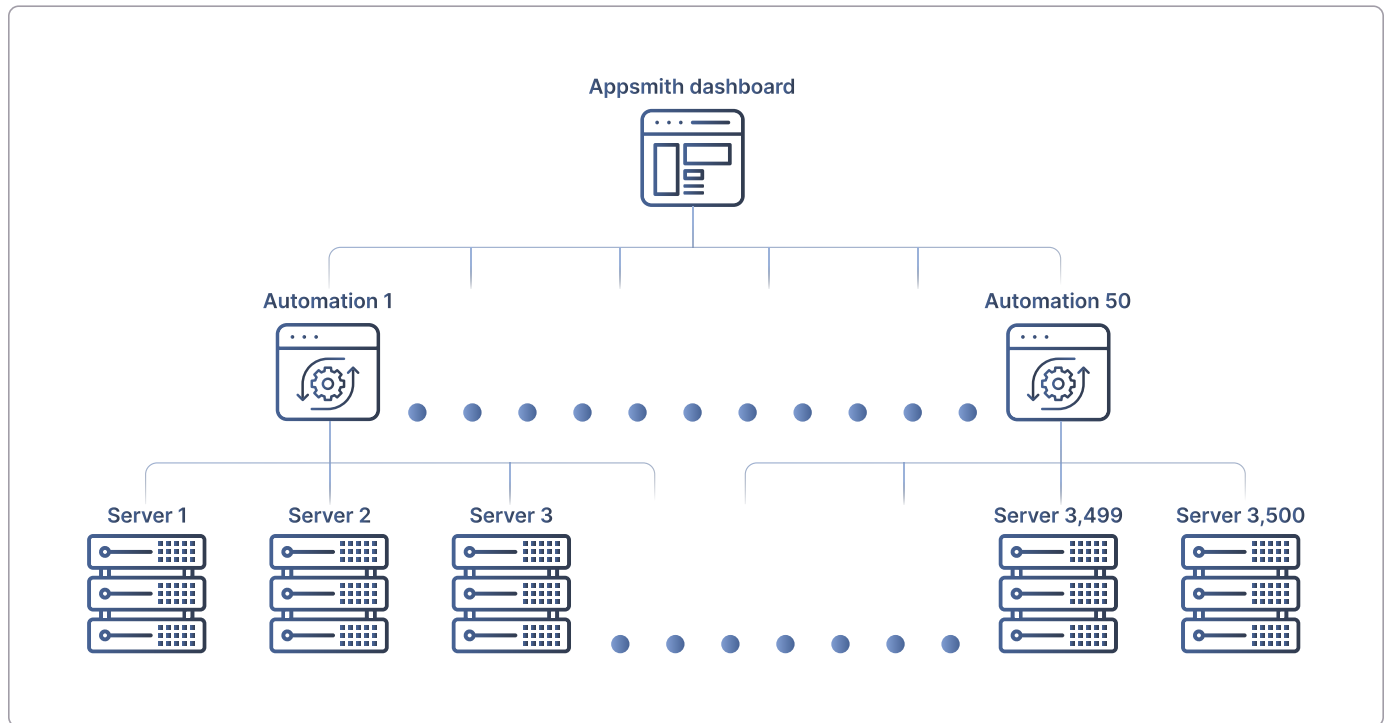 Appsmith dashboard
Automation 1
Automation 50
Server 1
Server 2
Server 3
Server 3,499
Server 3,500